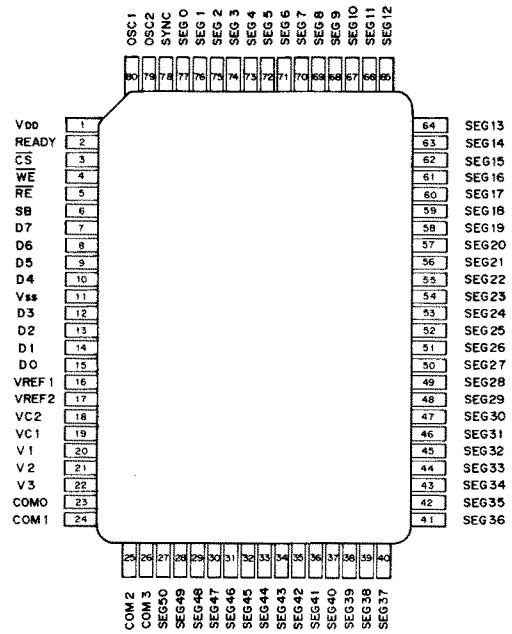 OSC1 OSC2 SYNC SEG0 SEG1 SEG2 SEG3 SEG4 SEG5 SEG6 SEG7 SEG8 SEG9 SEG10 SEG11 SEG12
80 79 78 77 76 75 74 73 72 71 70 69 68 67 66 65
VDD 1 64 SEG13
READY 2 63 SEG14
C̅S̅ 3 62 SEG15
W̅E̅ 4 61 SEG16
R̅E̅ 5 60 SEG17
SB 6 59 SEG18
D7 7 58 SEG19
D6 8 57 SEG20
D5 9 56 SEG21
D4 10 55 SEG22
Vss 11 54 SEG23
D3 12 53 SEG24
D2 13 52 SEG25
D1 14 51 SEG26
D0 15 50 SEG27
VREF1 16 49 SEG28
VREF2 17 48 SEG29
VC2 18 47 SEG30
VC1 19 46 SEG31
V1 20 45 SEG32
V2 21 44 SEG33
V3 22 43 SEG34
COM0 23 42 SEG35
COM1 24 41 SEG36
25 26 27 28 29 30 31 32 33 34 35 36 37 38 39 40
COM2 COM3 SEG50 SEG49 SEG48 SEG47 SEG46 SEG45 SEG44 SEG43 SEG42 SEG41 SEG40 SEG39 SEG38 SEG37